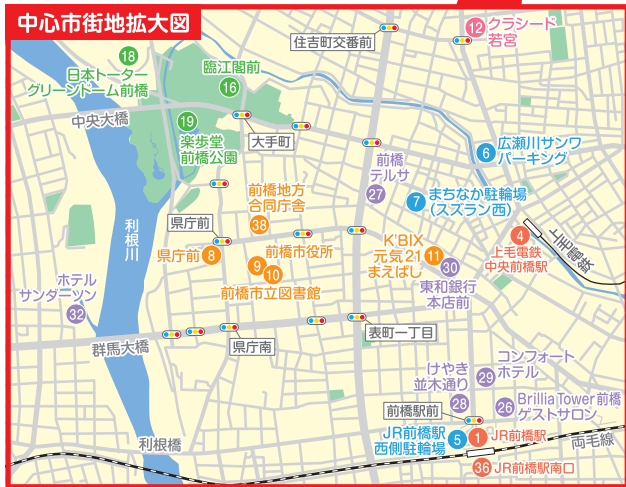 中心市街地拡大図
住吉町交番前
12
クラシード
若宮
18
日本トーター
グリーンドーム前橋
臨江閣前
16
中央大橋
19
楽歩堂
前橋公園
大手町
前橋
テルサ
27
6
広瀬川サンワ
パーキング
7
まちなか駐輪場
(スズラン西)
前橋地方
合同庁舎
38
県庁前
利根川
県庁前
8
前橋市役所
9
10
前橋市立図書館
K'BIX
元気21
まえばし
11
30
東和銀行
本店前
4
上毛電鉄
中央前橋駅
上毛電鉄
ホテル
サンダーソン
32
群馬大橋
県庁南
表町一丁目
けやき
並木通り
28
コンフォート
ホテル
29
Brillia Tower前橋
ゲストサロン
26
前橋駅前
JR前橋駅
西側駐輪場
5
1
JR前橋駅
36
JR前橋駅南口
両毛線
利根橋